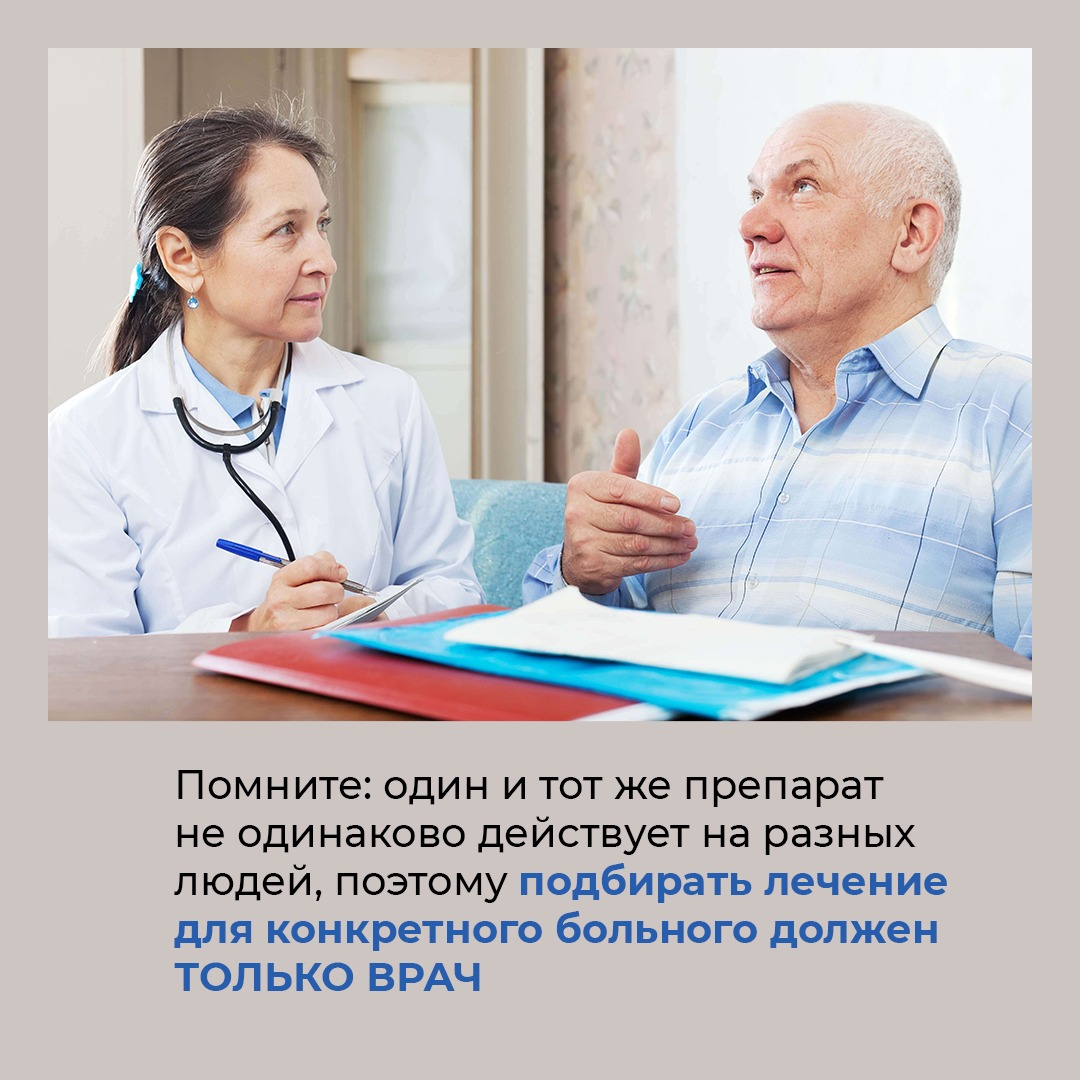 Помните: один и тот же препарат
не одинаково действует на разных
людей, поэтому подбирать лечение
для конкретного больного должен
ТОЛЬКО ВРАЧ